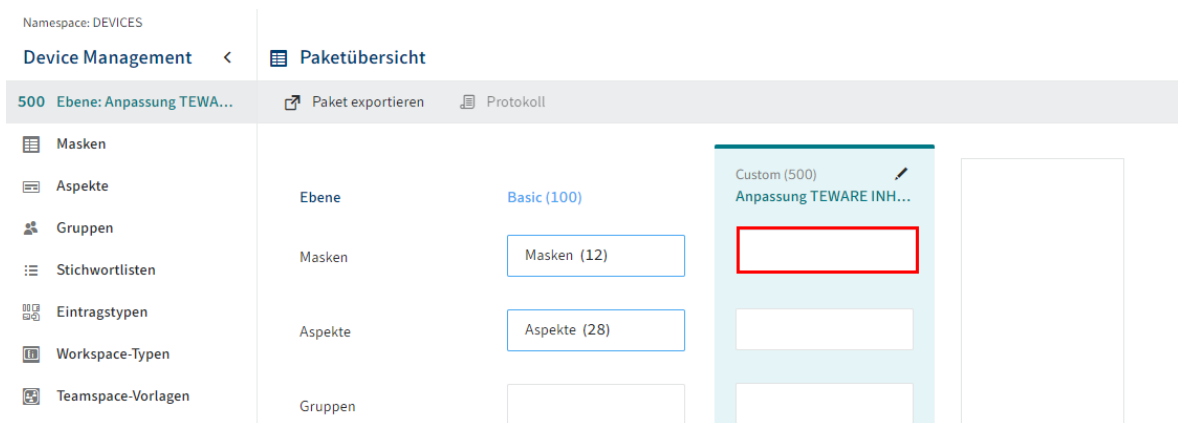 Namespace: DEVICES
Device Management
Paketübersicht
500 Ebene: Anpassung TEWA...
Paket exportieren
Protokoll
Masken
Aspekte
Gruppen
Stichwortlisten
Eintragstypen
Workspace-Typen
Teamspace-Vorlagen
Ebene
Basic (100)
Custom (500)
Anpassung TEWARE INH...
Masken
Masken (12)
Aspekte
Aspekte (28)
Gruppen